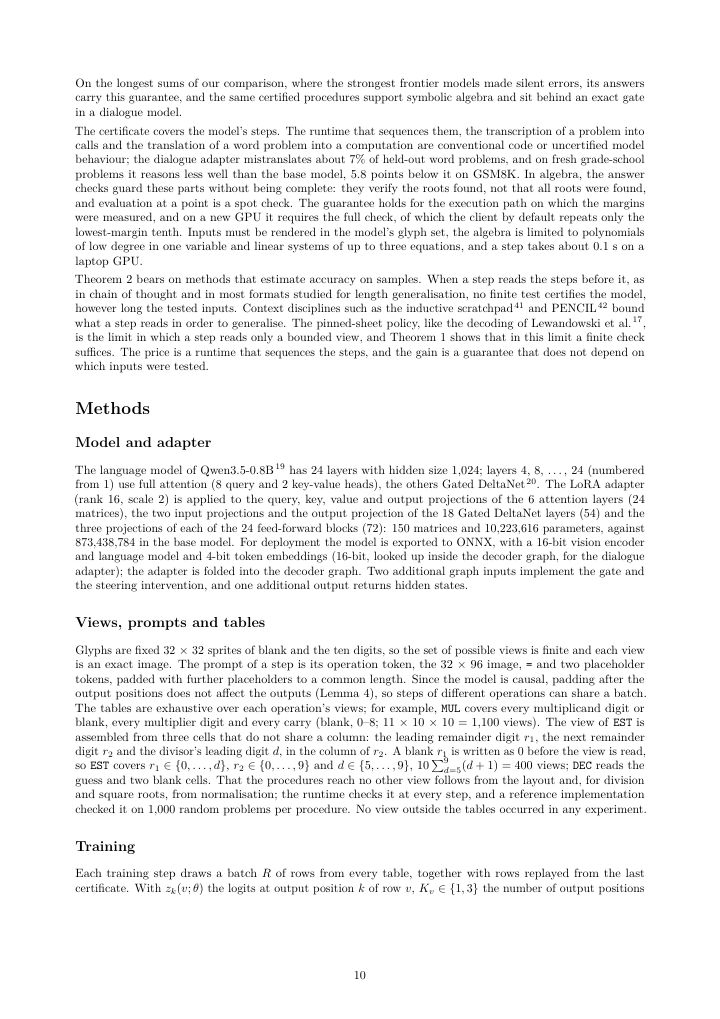 On the longest sums of our comparison, where the strongest frontier models made silent errors, its answers
carry this guarantee, and the same certified procedures support symbolic algebra and sit behind an exact gate
in a dialogue model.
The certificate covers the model's steps. The runtime that sequences them, the transcription of a problem into
calls and the translation of a word problem into a computation are conventional code or uncertified model
behaviour; the dialogue adapter mistranslates about 7% of held-out word problems, and on fresh grade-school
problems it reasons less well than the base model, 5.8 points below it on GSM8K. In algebra, the answer
checks guard these parts without being complete: they verify the roots found, not that all roots were found,
and evaluation at a point is a spot check. The guarantee holds for the execution path on which the margins
were measured, and on a new GPU it requires the full check, of which the client by default repeats only the
lowest-margin tenth. Inputs must be rendered in the model's glyph set, the algebra is limited to polynomials
of low degree in one variable and linear systems of up to three equations, and a step takes about 0.1 s on a
laptop GPU.
Theorem 2 bears on methods that estimate accuracy on samples. When a step reads the steps before it, as
in chain of thought and in most formats studied for length generalisation, no finite test certifies the model,
however long the tested inputs. Context disciplines such as the inductive scratchpad⁴¹ and PENCIL⁴² bound
what a step reads in order to generalise. The pinned-sheet policy, like the decoding of Lewandowski et al.¹⁷,
is the limit in which a step reads only a bounded view, and Theorem 1 shows that in this limit a finite check
suffices. The price is a runtime that sequences the steps, and the gain is a guarantee that does not depend on
which inputs were tested.
Methods
Model and adapter
The language model of Qwen3.5-0.8B¹⁹ has 24 layers with hidden size 1,024; layers 4, 8, . . . , 24 (numbered
from 1) use full attention (8 query and 2 key-value heads), the others Gated DeltaNet²⁰. The LoRA adapter
(rank 16, scale 2) is applied to the query, key, value and output projections of the 6 attention layers (24
matrices), the two input projections and the output projection of the 18 Gated DeltaNet layers (54) and the
three projections of each of the 24 feed-forward blocks (72): 150 matrices and 10,223,616 parameters, against
873,438,784 in the base model. For deployment the model is exported to ONNX, with a 16-bit vision encoder
and language model and 4-bit token embeddings (16-bit, looked up inside the decoder graph, for the dialogue
adapter); the adapter is folded into the decoder graph. Two additional graph inputs implement the gate and
the steering intervention, and one additional output returns hidden states.
Views, prompts and tables
Glyphs are fixed 32 × 32 sprites of blank and the ten digits, so the set of possible views is finite and each view
is an exact image. The prompt of a step is its operation token, the 32 × 96 image, = and two placeholder
tokens, padded with further placeholders to a common length. Since the model is causal, padding after the
output positions does not affect the outputs (Lemma 4), so steps of different operations can share a batch.
The tables are exhaustive over each operation's views; for example, MUL covers every multiplicand digit or
blank, every multiplier digit and every carry (blank, 0–8; 11 × 10 × 10 = 1,100 views). The view of EST is
assembled from three cells that do not share a column: the leading remainder digit r₁, the next remainder
digit r₂ and the divisor's leading digit d, in the column of r₂. A blank r₁ is written as 0 before the view is read,
so EST covers r₁ ∈ {0, . . . , d}, r₂ ∈ {0, . . . , 9} and d ∈ {5, . . . , 9}, 10 ∑⁹_{d=5}(d + 1) = 400 views; DEC reads the
guess and two blank cells. That the procedures reach no other view follows from the layout and, for division
and square roots, from normalisation; the runtime checks it at every step, and a reference implementation
checked it on 1,000 random problems per procedure. No view outside the tables occurred in any experiment.
Training
Each training step draws a batch R of rows from every table, together with rows replayed from the last
certificate. With z_k(v; θ) the logits at output position k of row v, K_v ∈ {1, 3} the number of output positions
10